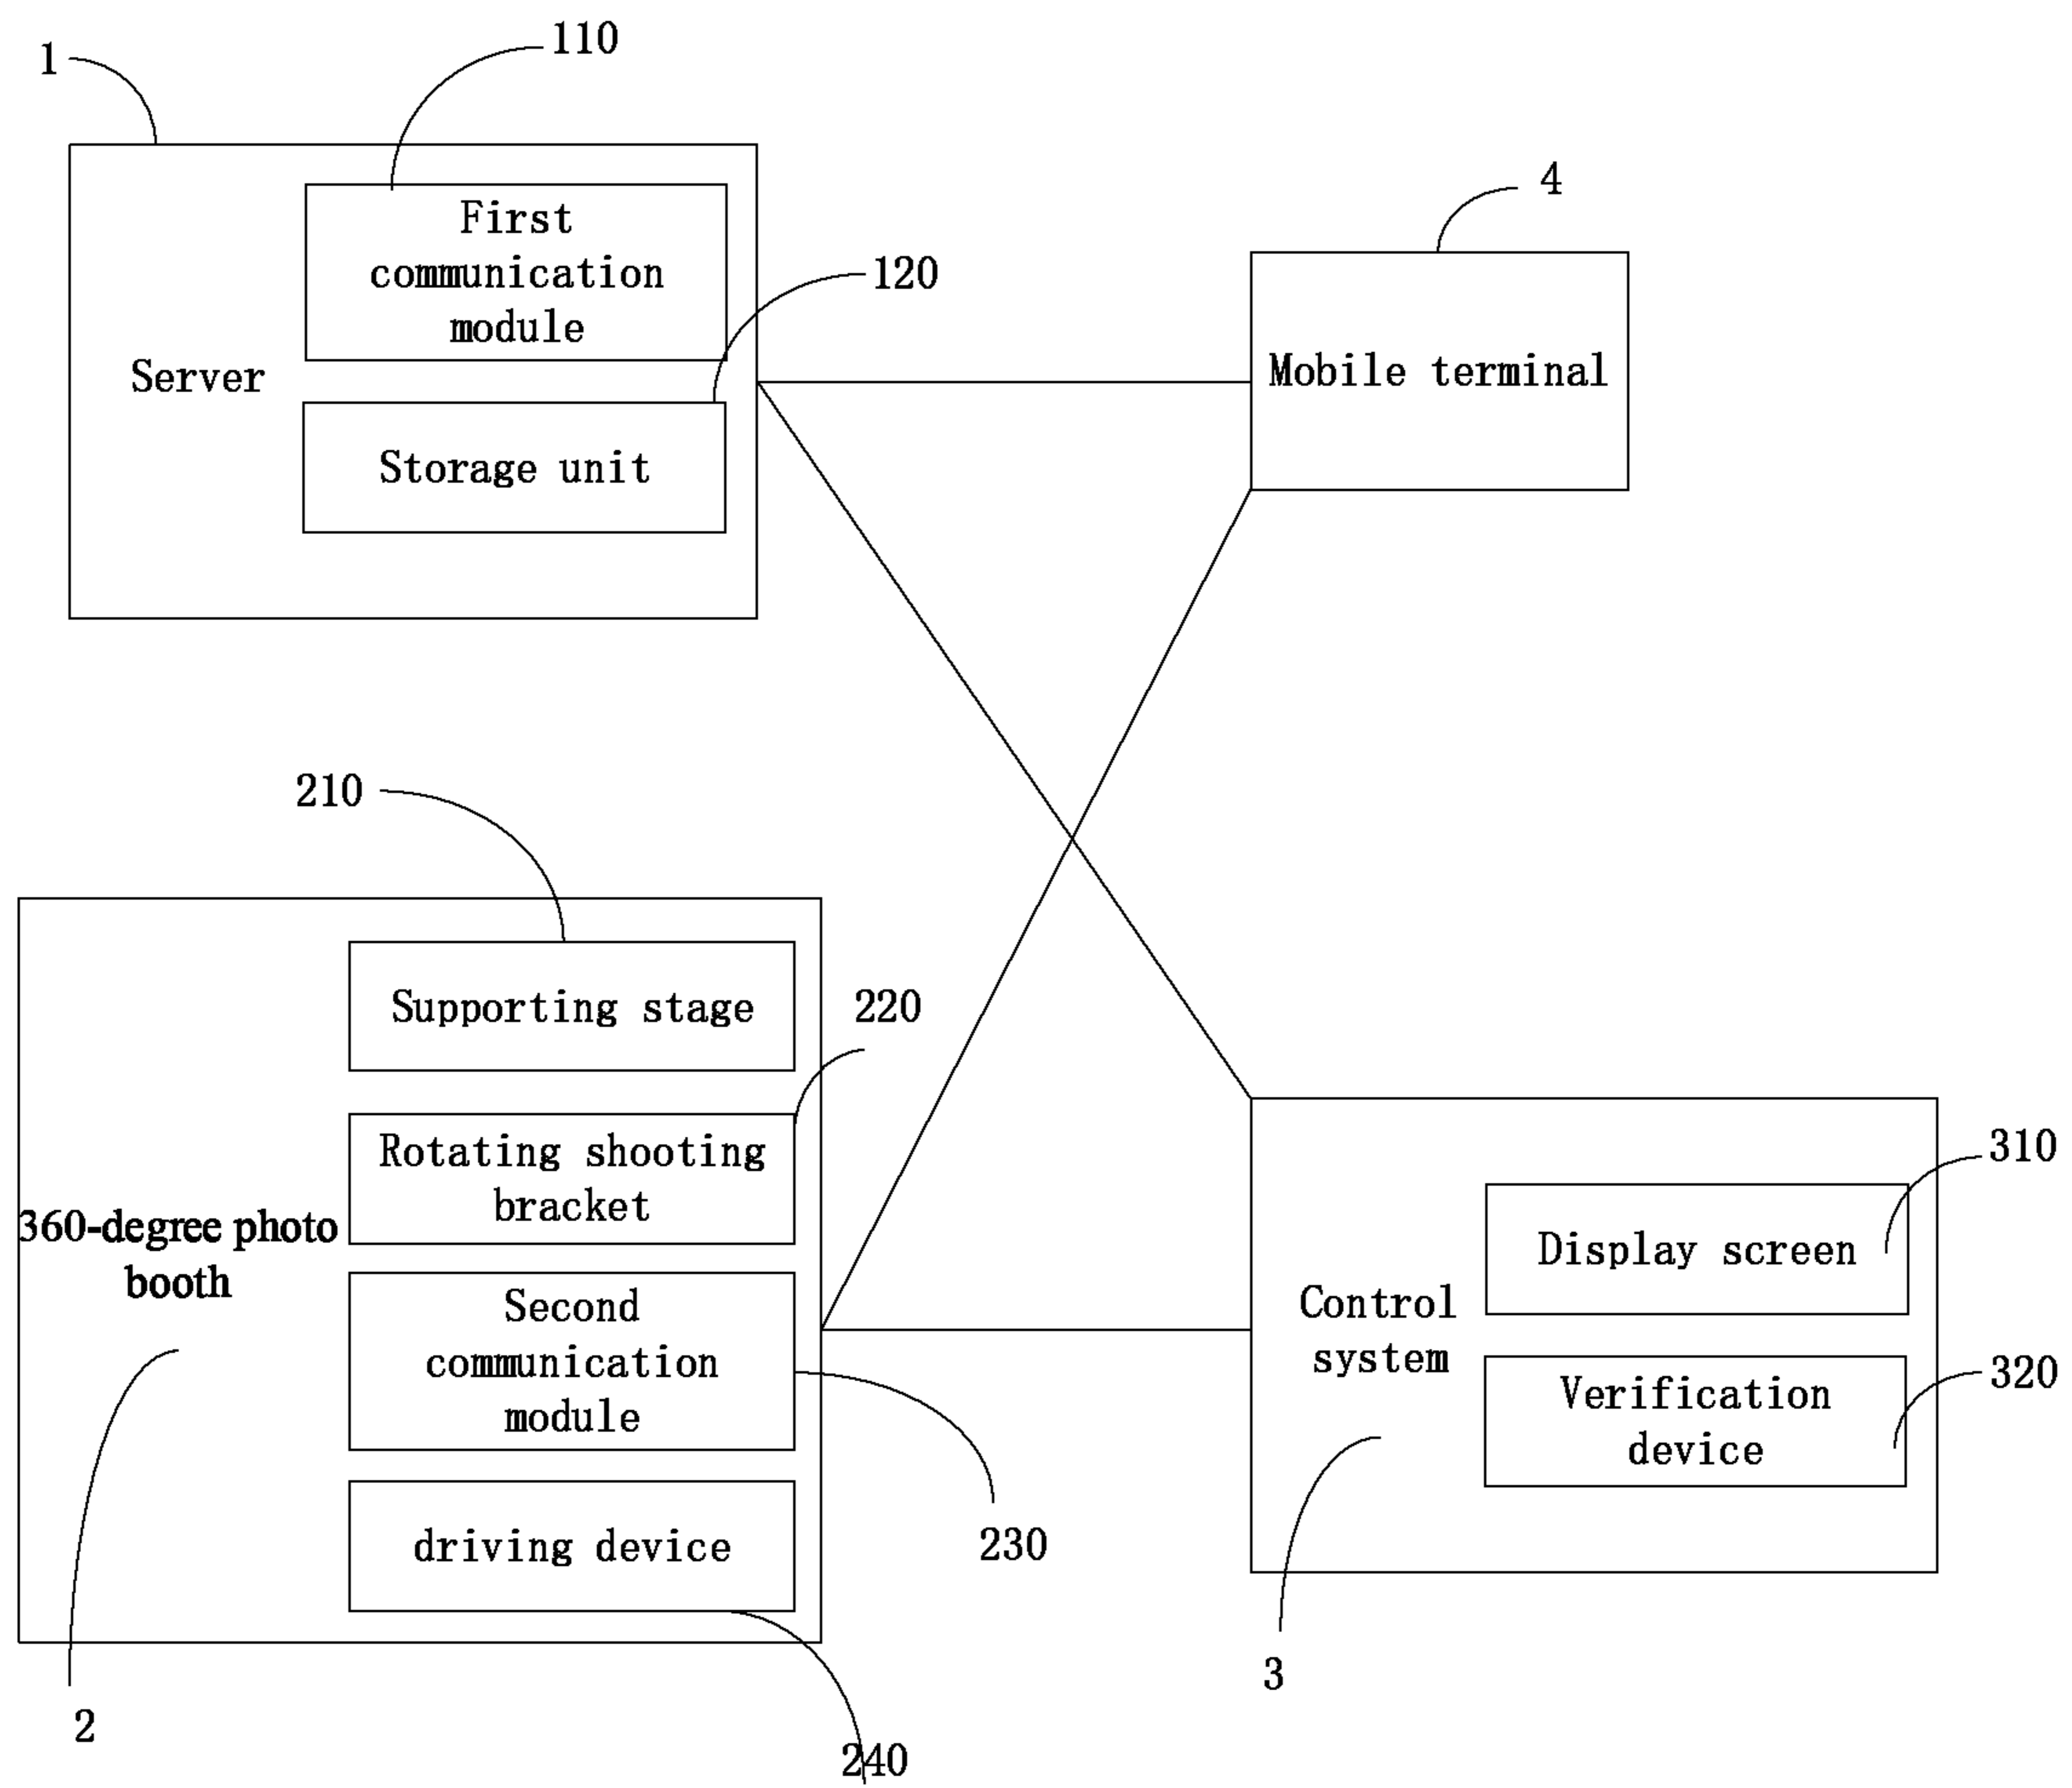 1
110
First
communication
module
120
Server
Storage unit
4
Mobile terminal
210
Supporting stage
220
Rotating shooting
bracket
360-degree photo
booth
Second
communication
module
230
driving device
2
240
310
Display screen
Control
system
320
Verification
device
3